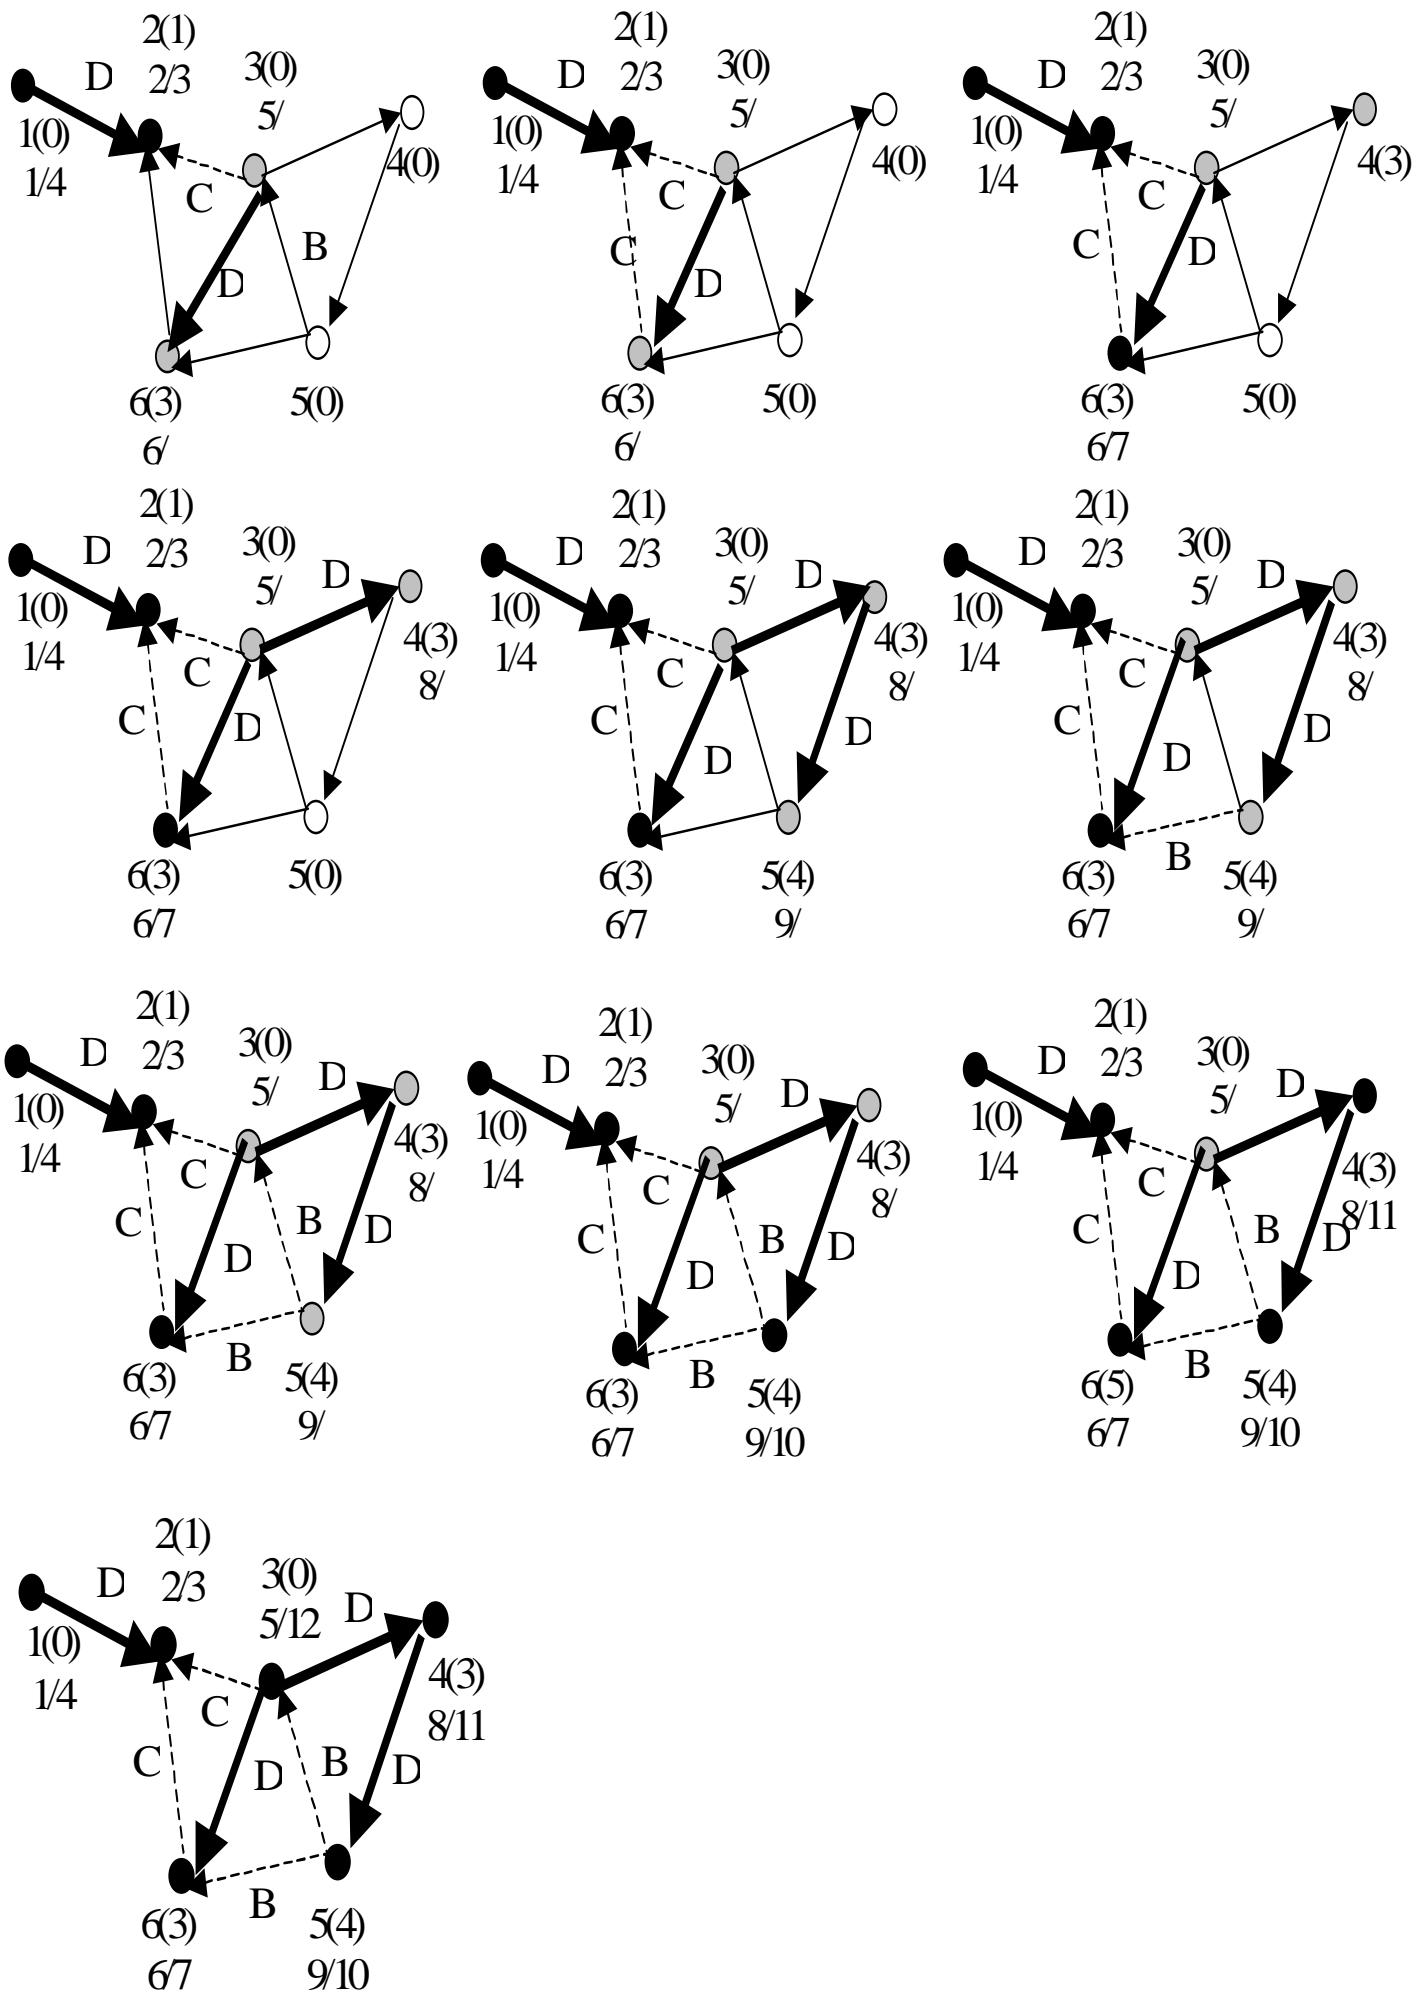 2(1)
D 2/3 3(0)
5/
1(0)
1/4 4(0)
C
B
D
6(3) 5(0)
6/
2(1)
D 2/3 3(0)
5/
1(0)
1/4 4(0)
C
C
D
6(3) 5(0)
6/
2(1)
D 2/3 3(0)
5/
1(0)
1/4 4(3)
C
C D
6(3) 5(0)
6/7
2(1)
D 2/3 3(0)
5/ D
1(0)
1/4 4(3)
8/
C
C D
6(3) 5(0)
6/7
2(1)
D 2/3 3(0)
5/ D
1(0)
1/4 4(3)
8/
C
C D D
6(3) 5(4)
6/7 9/
2(1)
D 2/3 3(0)
5/ D
1(0)
1/4 4(3)
8/
C
C D D
B
6(3) 5(4)
6/7 9/
2(1)
D 2/3 3(0)
5/ D
1(0)
1/4 4(3)
8/
C
C B D
D
B
6(3) 5(4)
6/7 9/
2(1)
D 2/3 3(0)
5/ D
1(0)
1/4 4(3)
8/
C
C B D
D
B
6(3) 5(4)
6/7 9/10
2(1)
D 2/3 3(0)
5/ D
1(0)
1/4 4(3)
8/11
C
C B D
D
B
6(5) 5(4)
6/7 9/10
2(1)
D 2/3 3(0)
5/12 D
1(0)
1/4 4(3)
8/11
C
C B D
D
B
6(3) 5(4)
6/7 9/10